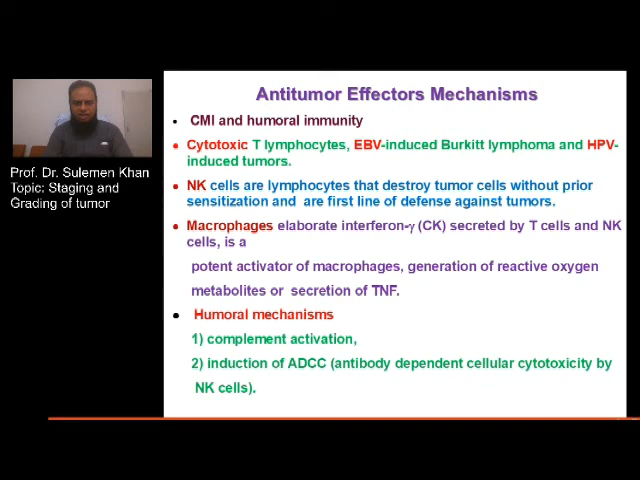 Prof. Dr. Sulemen Khan
Topic: Staging and
Grading of tumor
Antitumor Effectors Mechanisms
• CMI and humoral immunity
• Cytotoxic T lymphocytes, EBV-induced Burkitt lymphoma and HPV-
induced tumors.
• NK cells are lymphocytes that destroy tumor cells without prior
sensitization and are first line of defense against tumors.
• Macrophages elaborate interferon-γ (CK) secreted by T cells and NK
cells, is a
potent activator of macrophages, generation of reactive oxygen
metabolites or secretion of TNF.
• Humoral mechanisms
1) complement activation,
2) induction of ADCC (antibody dependent cellular cytotoxicity by
NK cells).